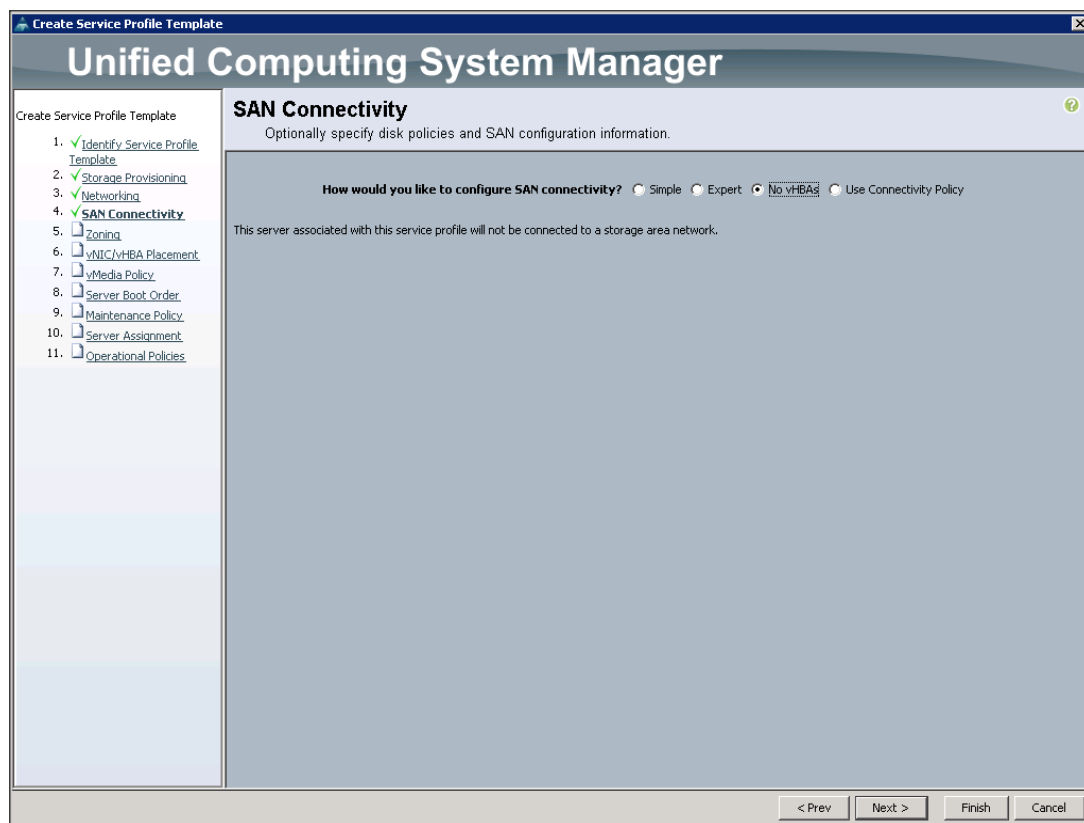 Create Service Profile Template
Unified Computing System Manager
Create Service Profile Template
1. Identify Service Profile
Template
2. Storage Provisioning
3. Networking
4. SAN Connectivity
5. Zoning
6. vNIC/vHBA Placement
7. vMedia Policy
8. Server Boot Order
9. Maintenance Policy
10. Server Assignment
11. Operational Policies
SAN Connectivity
Optionally specify disk policies and SAN configuration information.
How would you like to configure SAN connectivity? Simple Expert No vHBAs Use Connectivity Policy
This server associated with this service profile will not be connected to a storage area network.
< Prev Next > Finish Cancel